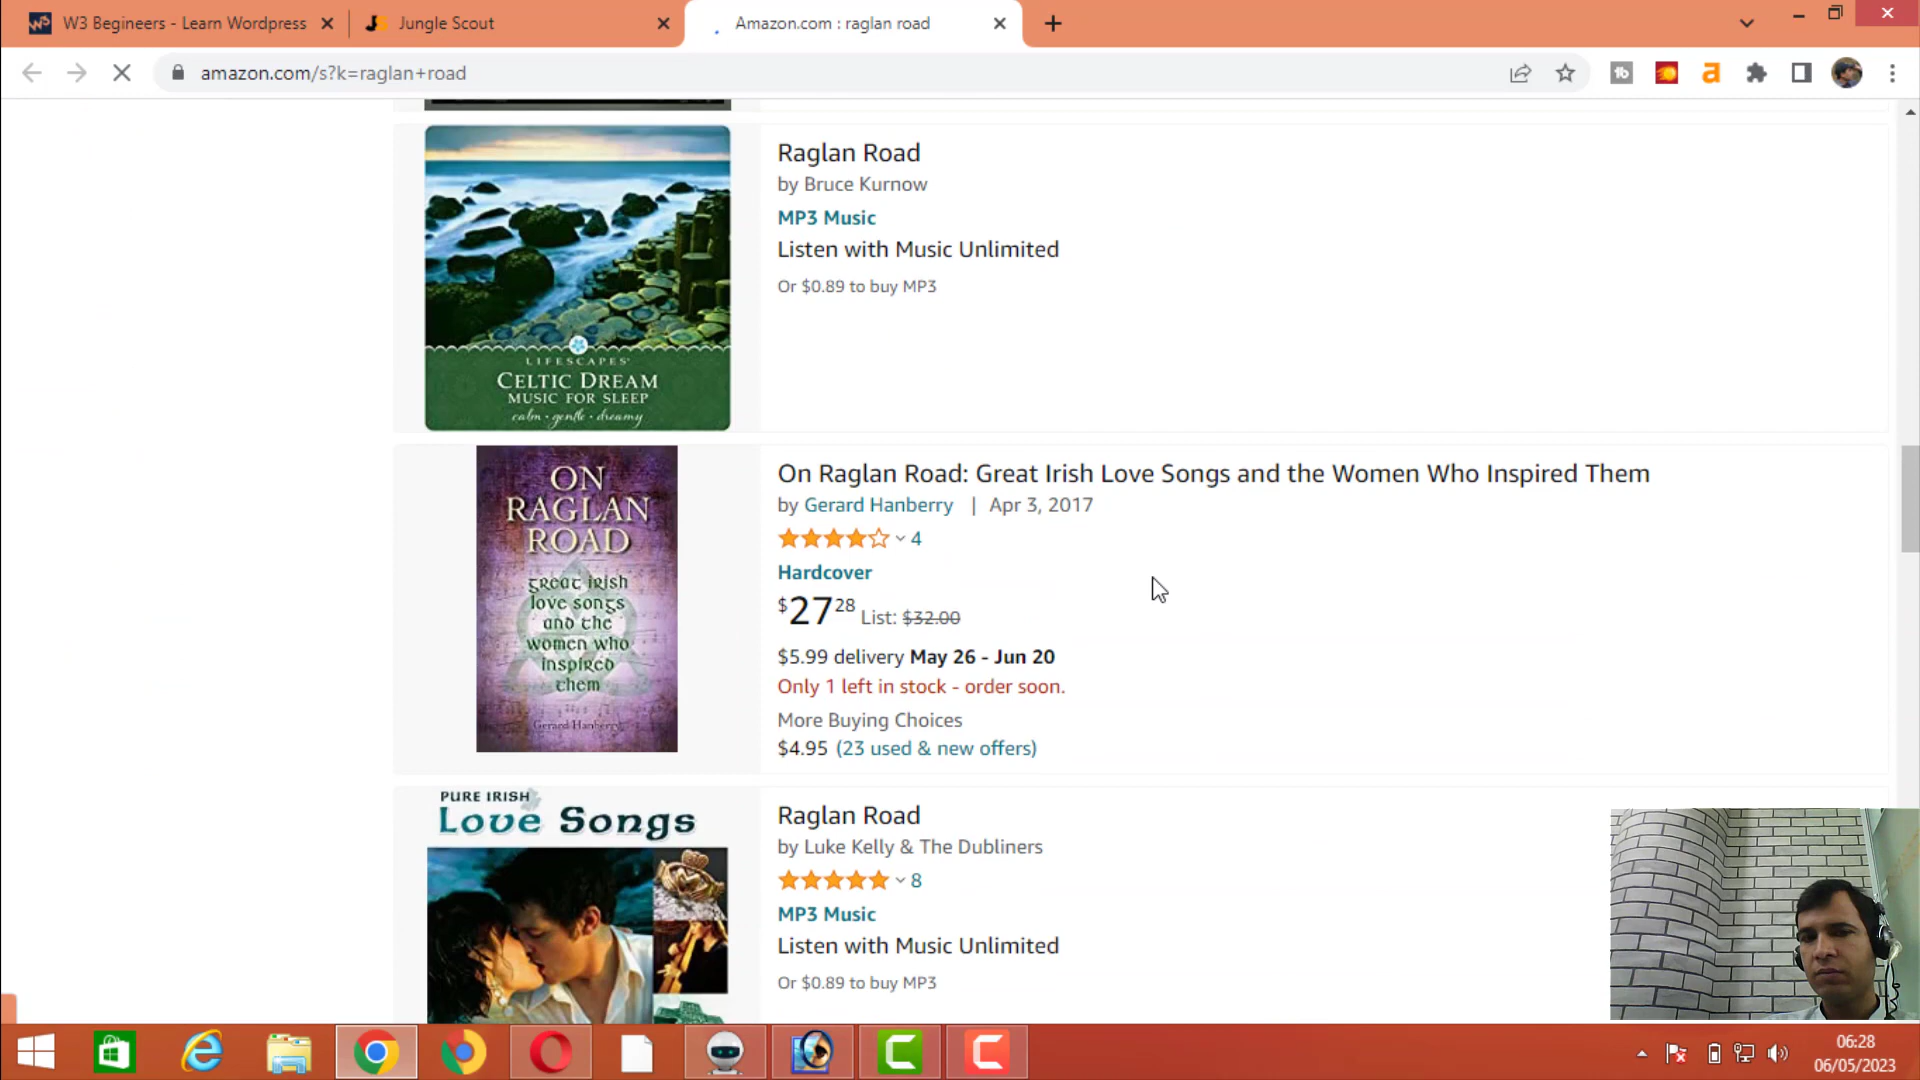 W3 Begineers - Learn Wordpress
Jungle Scout
Amazon.com : raglan road
amazon.com/s?k=raglan+road
Raglan Road
by Bruce Kurnow
MP3 Music
Listen with Music Unlimited
Or $0.89 to buy MP3
LIFESCAPES
CELTIC DREAM
MUSIC FOR SLEEP
calm • gentle • dreamy
On Raglan Road: Great Irish Love Songs and the Women Who Inspired Them
by Gerard Hanberry | Apr 3, 2017
4
Hardcover
$27 28 List: $32.00
$5.99 delivery May 26 - Jun 20
Only 1 left in stock - order soon.
More Buying Choices
$4.95 (23 used & new offers)
ON
RAGLAN
ROAD
great irish
love songs
and the
women who
inspired
them
Gerard Hanberry
Raglan Road
by Luke Kelly & The Dubliners
8
MP3 Music
Listen with Music Unlimited
Or $0.89 to buy MP3
PURE IRISH
Love Songs
06:28
06/05/2023